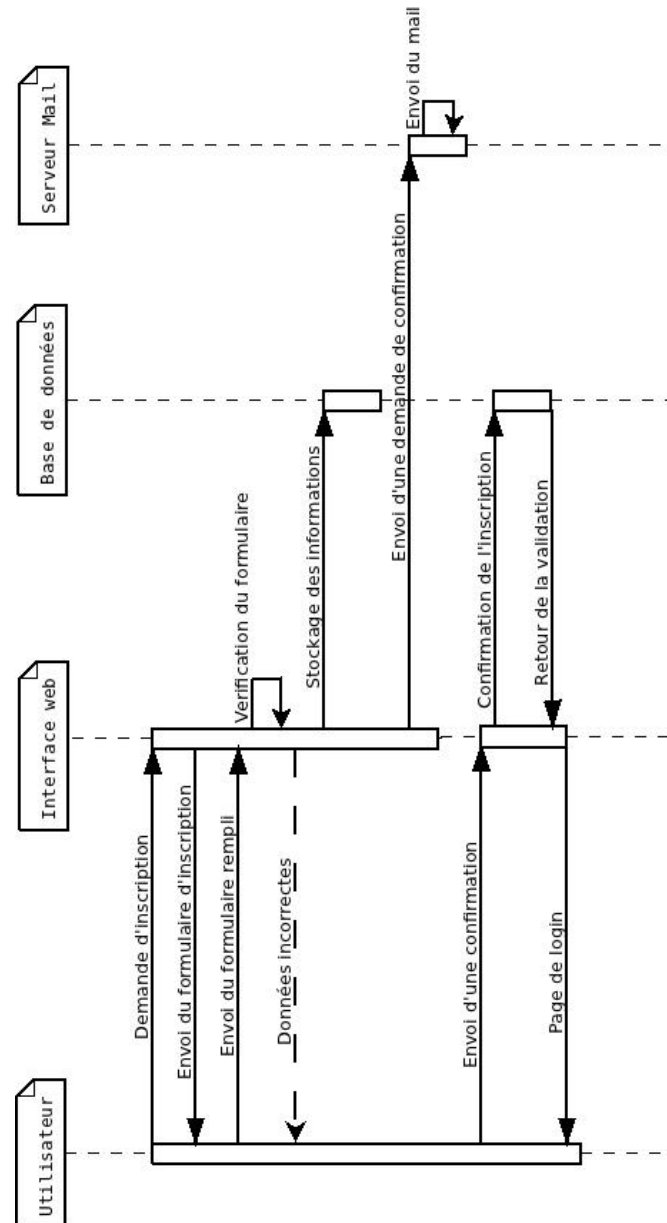 Utilisateur
Interface web
Base de données
Serveur Mail
Demande d'inscription
Envoi du formulaire d'inscription
Envoi du formulaire rempli
Verification du formulaire
Données incorrectes
Stockage des informations
Envoi d'une demande de confirmation
Envoi du mail
Envoi d'une confirmation
Confirmation de l'inscription
Retour de la validation
Page de login